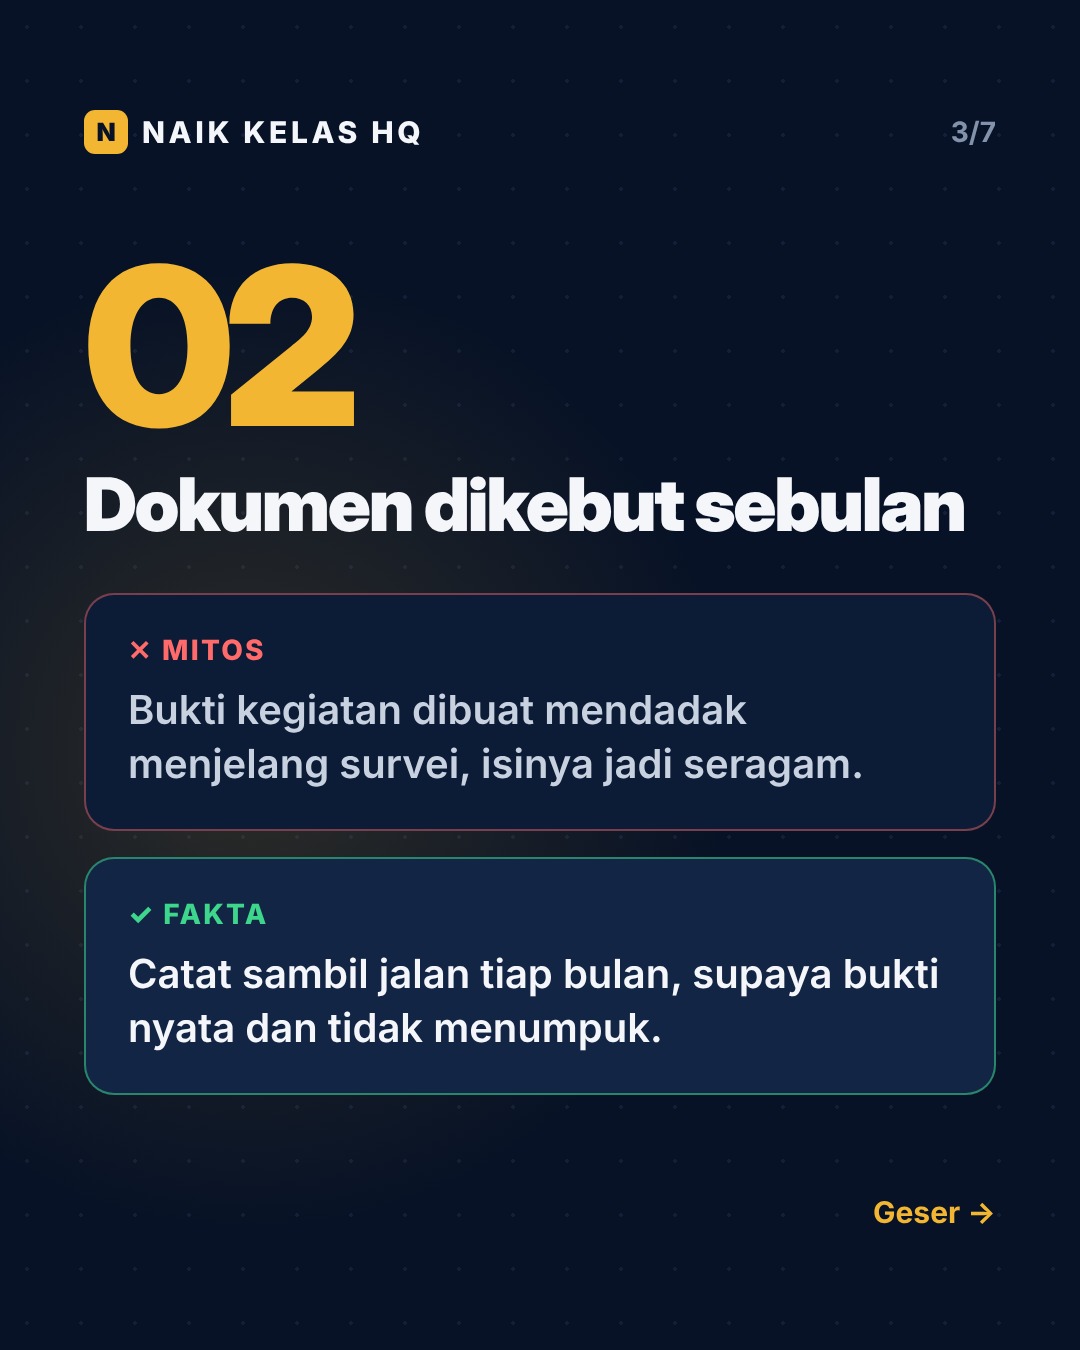 N NAIK KELAS HQ
3/7
02
Dokumen dikebut sebulan
✕ MITOS
Bukti kegiatan dibuat mendadak
menjelang survei, isinya jadi seragam.
✓ FAKTA
Catat sambil jalan tiap bulan, supaya bukti
nyata dan tidak menumpuk.
Geser →